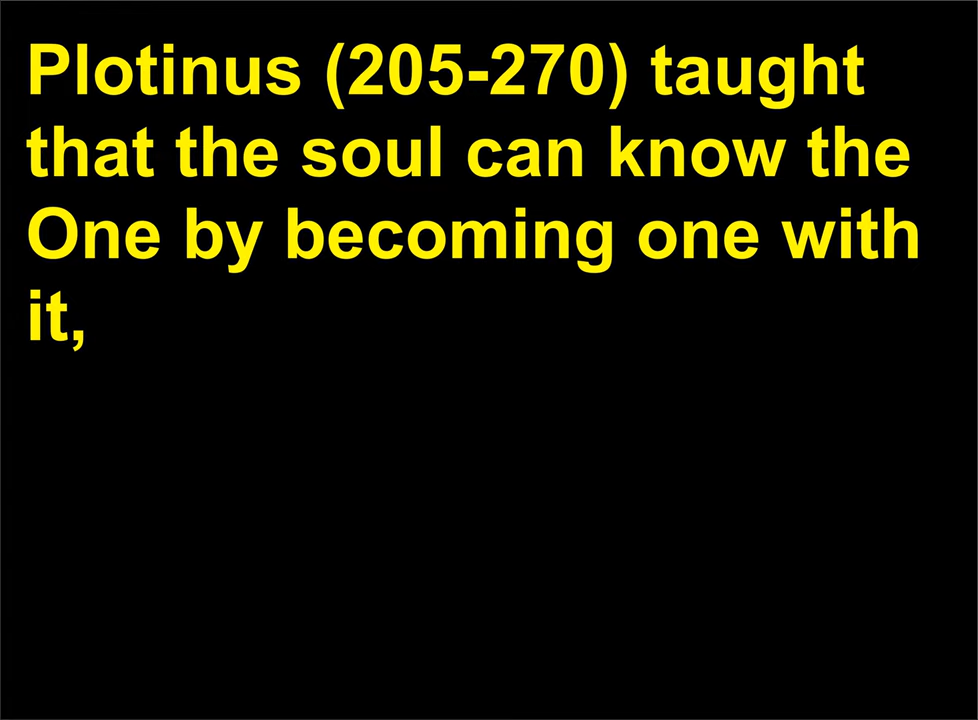 Plotinus (205-270) taught
that the soul can know the
One by becoming one with
it,